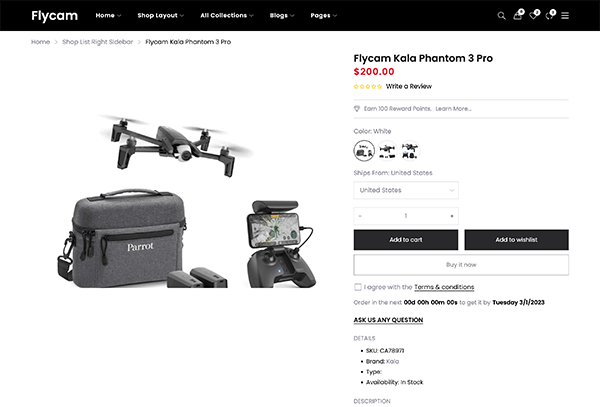 Flycam
Home
Shop Layout
All Collections
Blogs
Pages
0
2
3
Home > Shop List Right Sidebar > Flycam Kala Phantom 3 Pro
Flycam Kala Phantom 3 Pro
$200.00
Write a Review
Earn 100 Reward Points. Learn More...
Color: White
Ships From: United States
United States
- 1 +
Add to cart
Add to wishlist
Buy it now
I agree with the Terms & conditions
Order in the next 00d 00h 00m 00s to get it by Tuesday 3/1/2023
ASK US ANY QUESTION
DETAILS
SKU: CA78971
Brand: Kala
Type:
Availability: In Stock
DESCRIPTION
Parrot